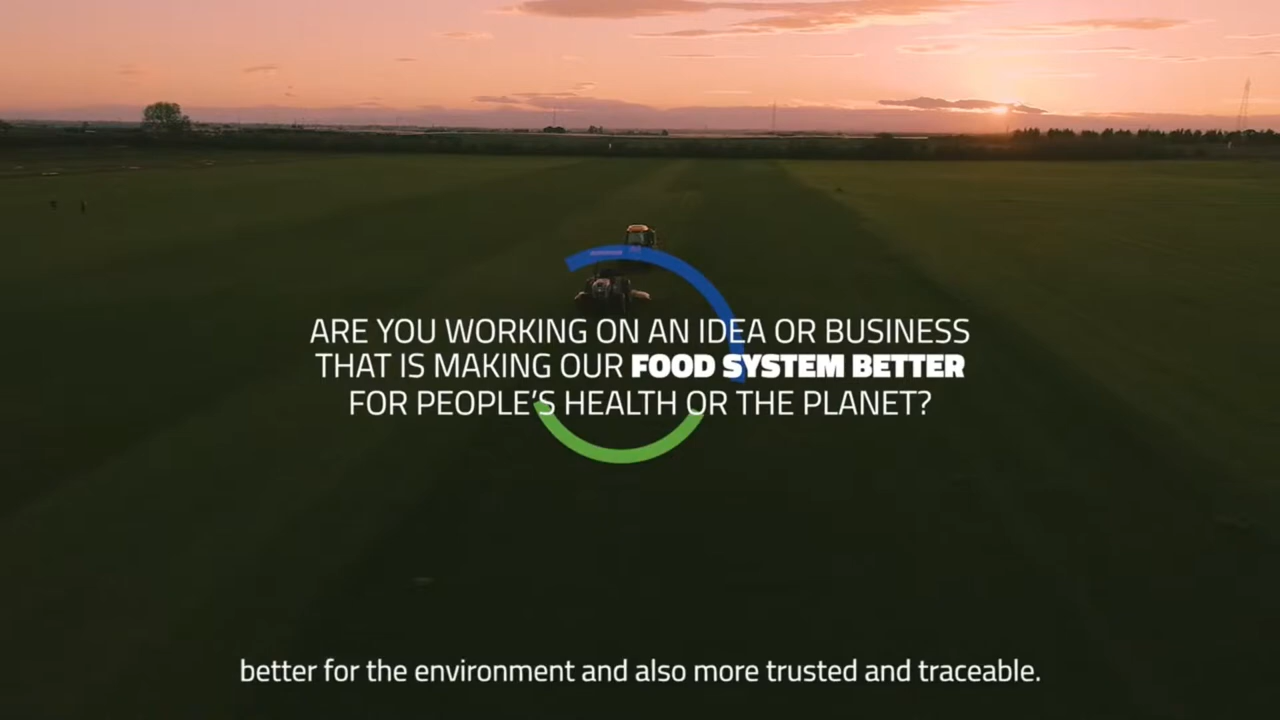 ARE YOU WORKING ON AN IDEA OR BUSINESS
THAT IS MAKING OUR FOOD SYSTEM BETTER
FOR PEOPLE'S HEALTH OR THE PLANET?
better for the environment and also more trusted and traceable.